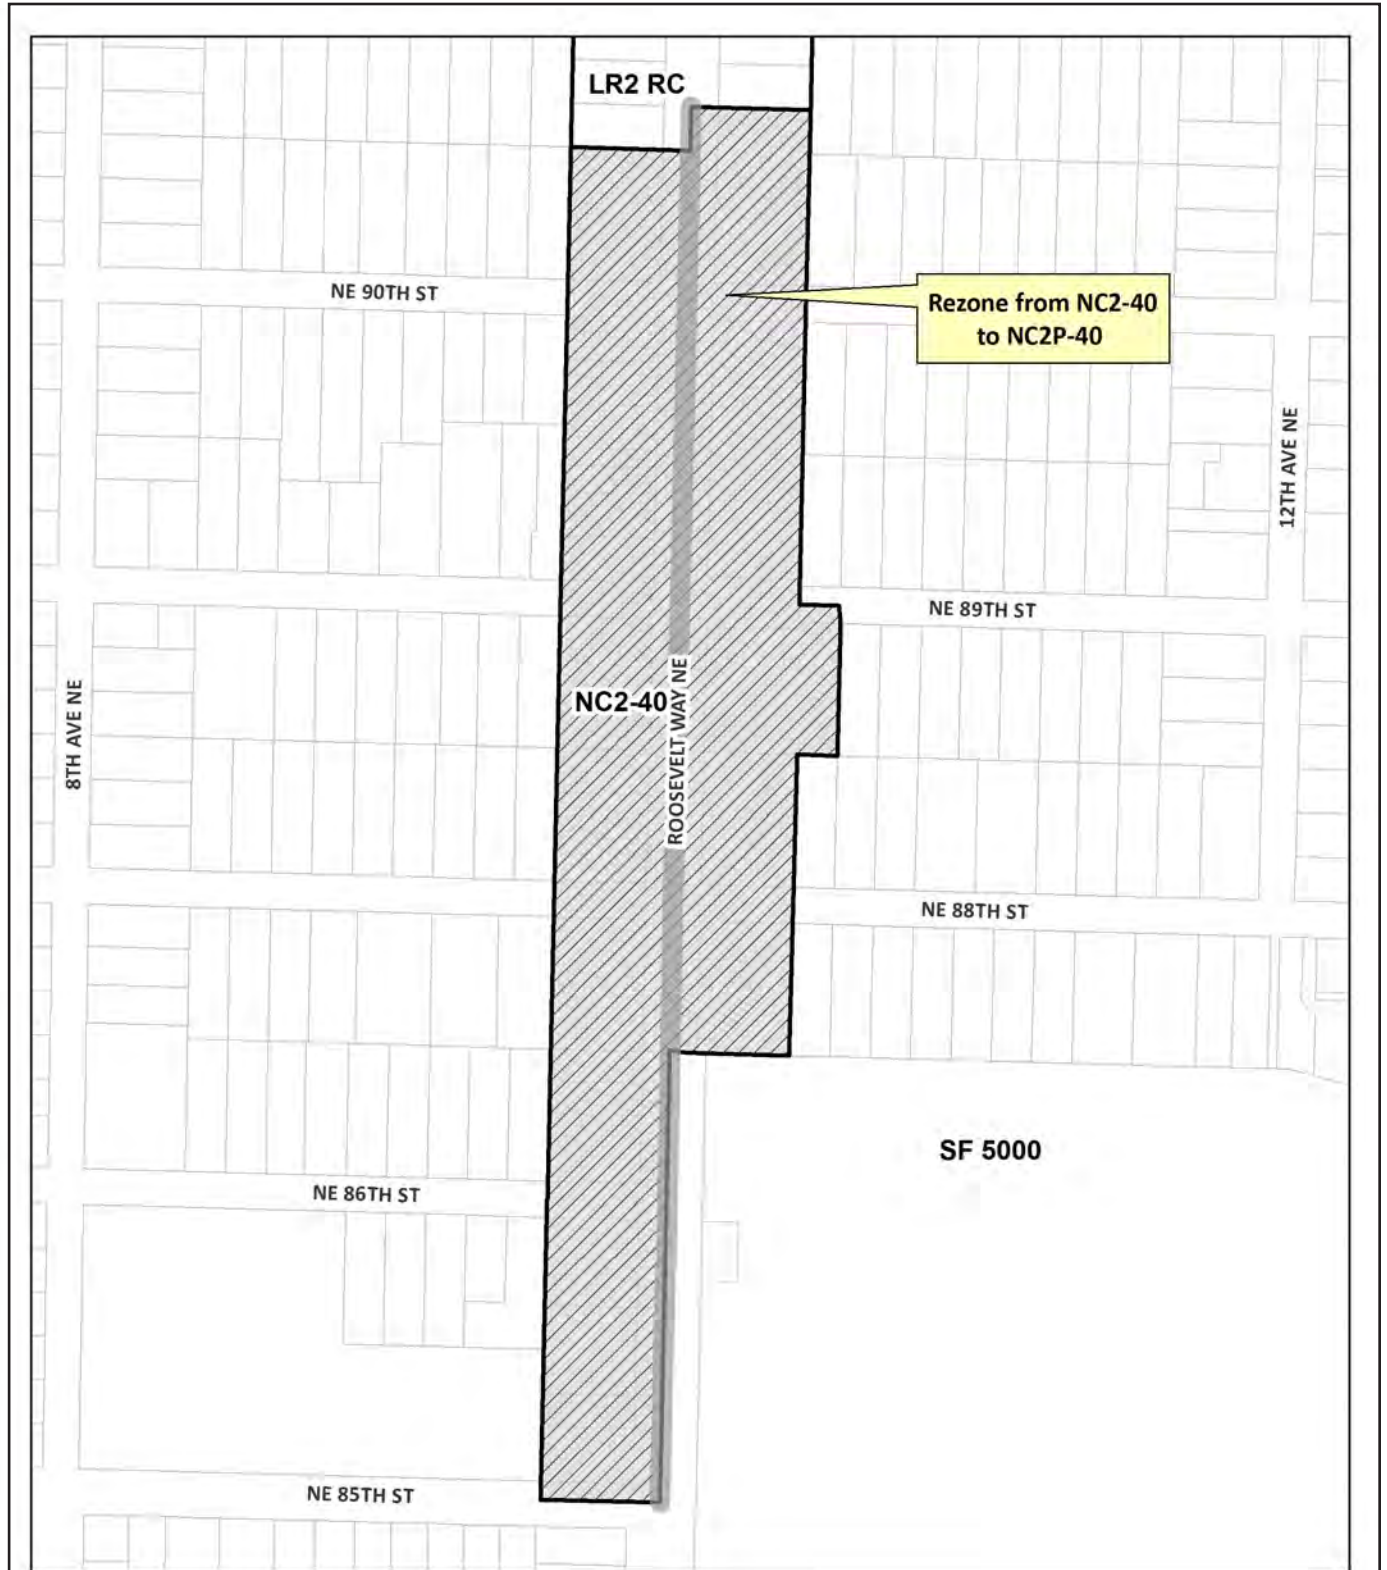 LR2 RC
NE 90TH ST
Rezone from NC2-40
to NC2P-40
12TH AVE NE
NE 89TH ST
8TH AVE NE
NC2-40
ROOSEVELT WAY NE
NE 88TH ST
SF 5000
NE 86TH ST
NE 85TH ST